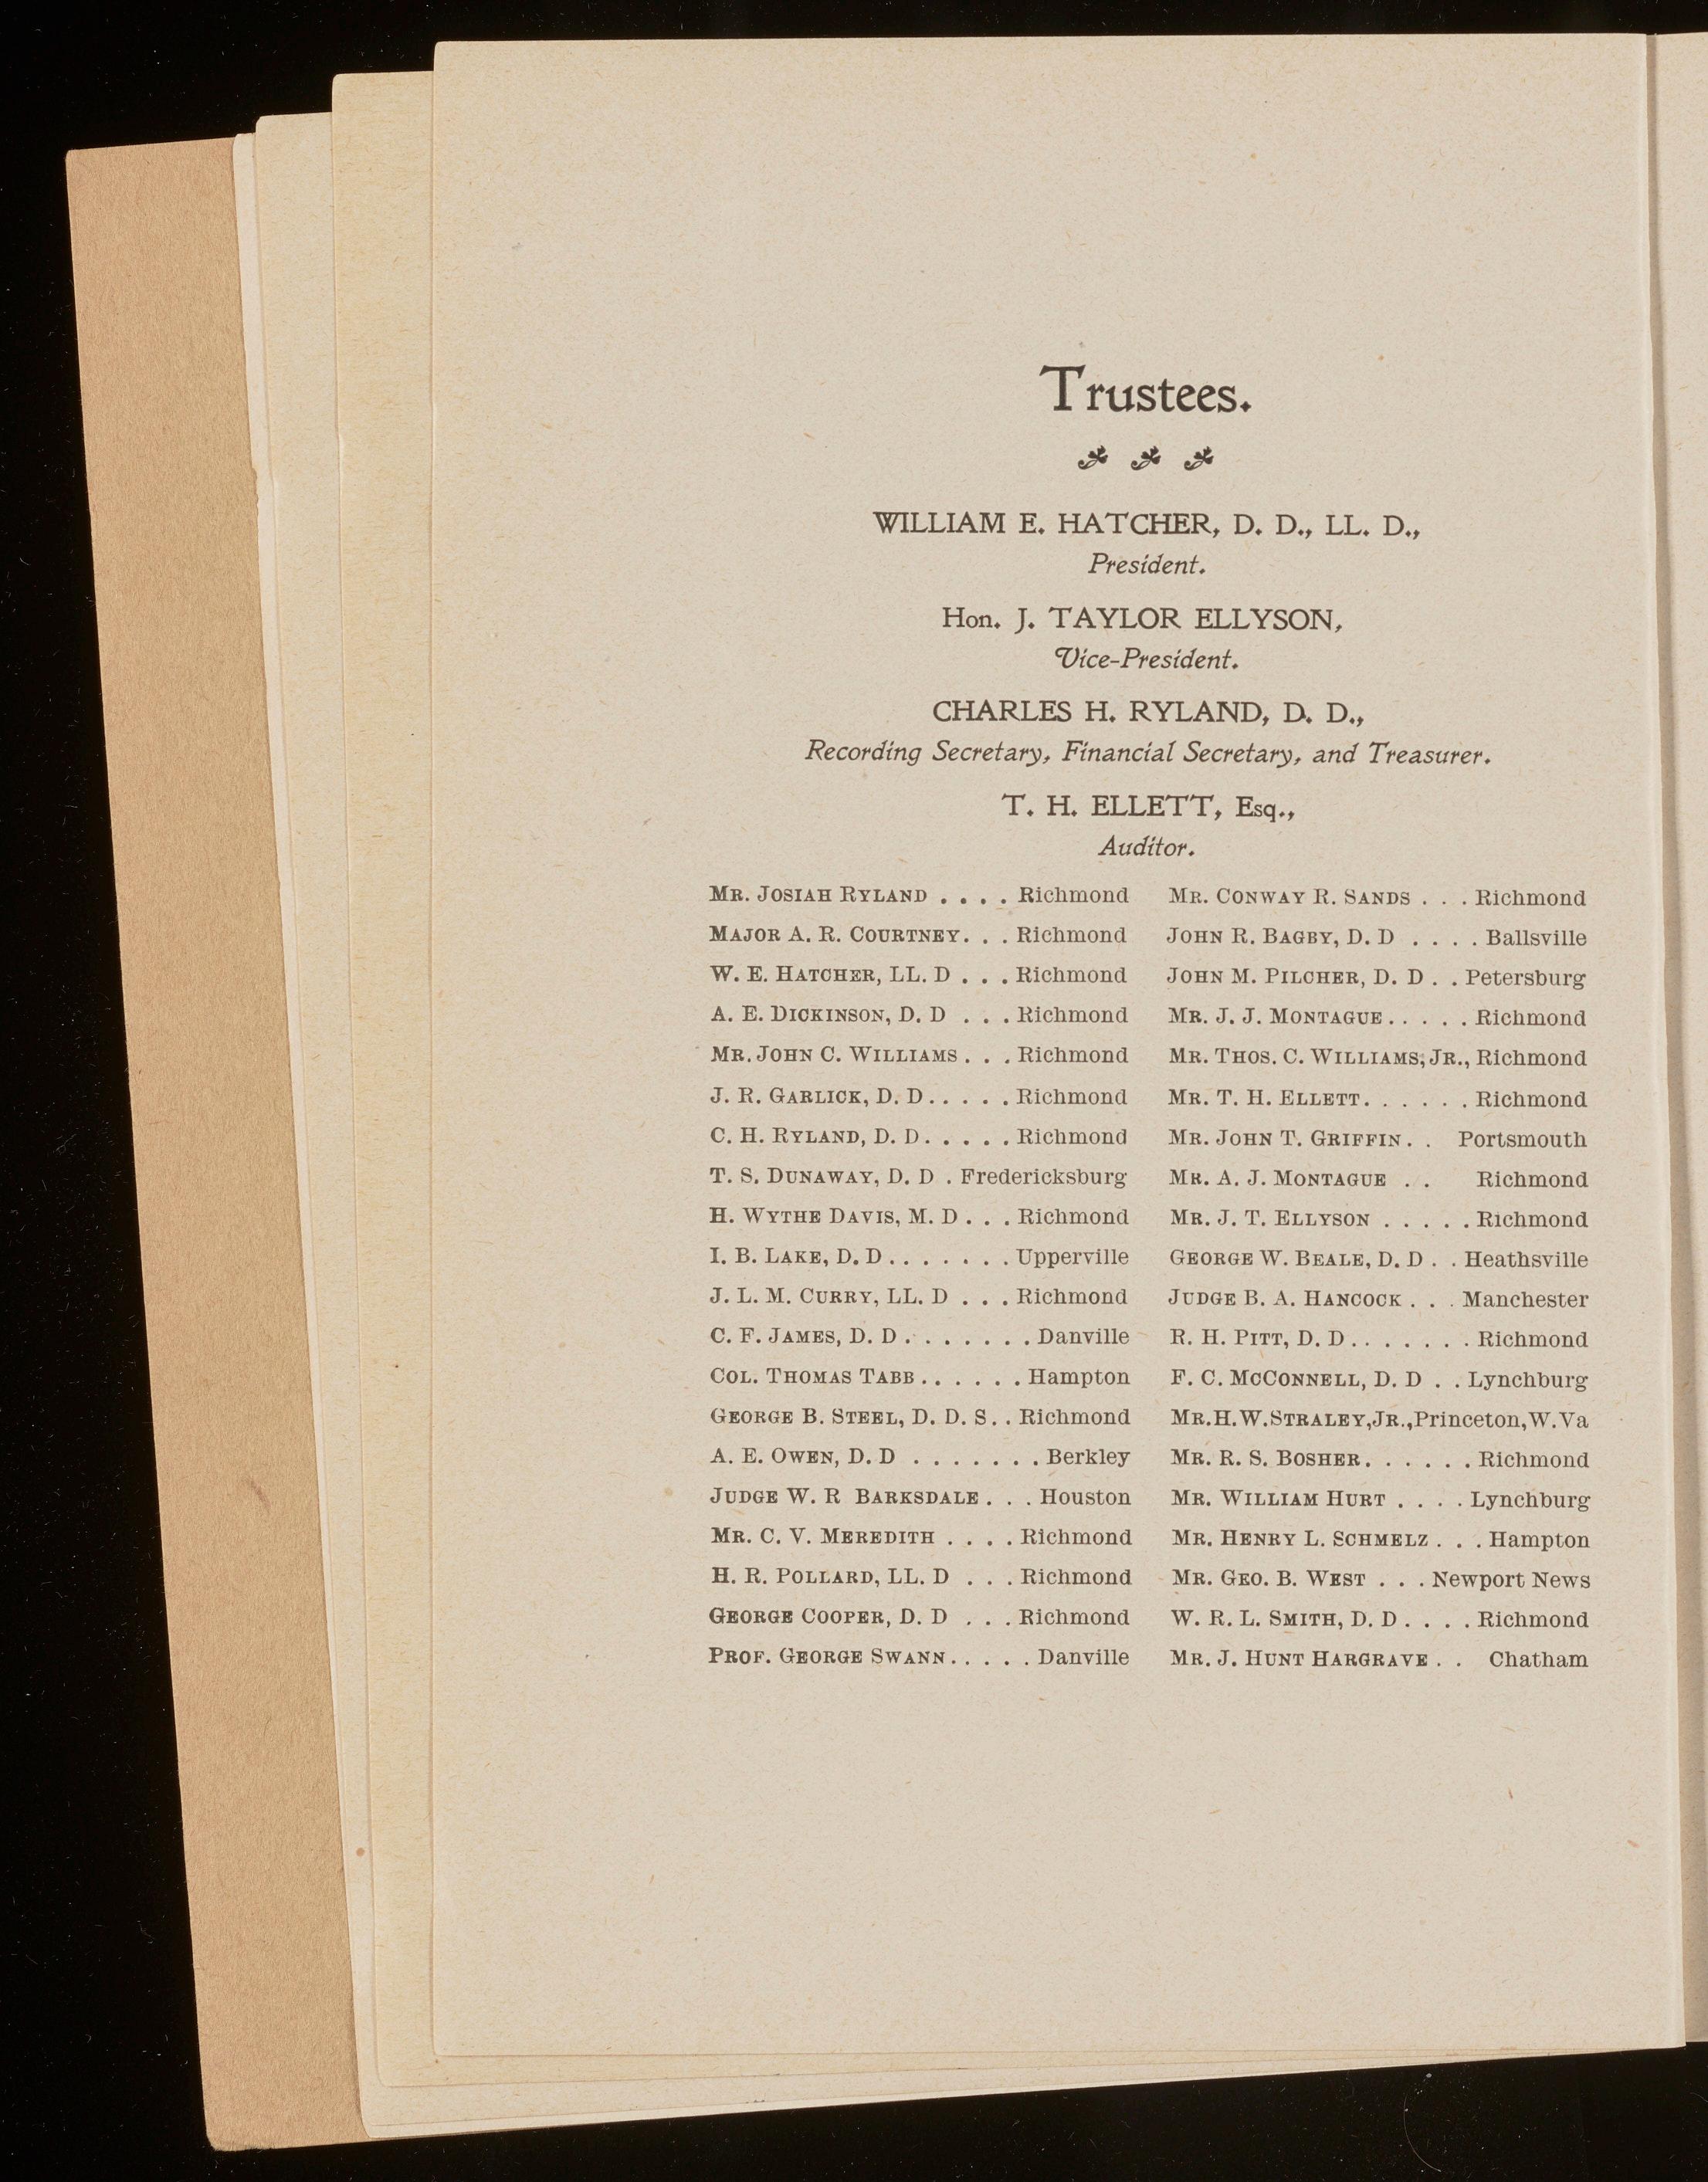 Trustees.
WILLIAM E. HATCHER, D. D., LL. D.,
President.
Hon. J. TAYLOR ELLYSON,
Vice-President.
CHARLES H. RYLAND, D. D.,
Recording Secretary, Financial Secretary, and Treasurer.
T. H. ELLETT, Esq.,
Auditor.
MR. JOSIAH RYLAND . . . . Richmond
MAJOR A. R. COURTNEY. . . Richmond
W. E. HATCHER, LL. D . . . Richmond
A. E. DICKINSON, D. D . . . Richmond
MR. JOHN C. WILLIAMS . . . Richmond
J. R. GARLICK, D. D . . . . . Richmond
C. H. RYLAND, D. D . . . . . Richmond
T. S. DUNAWAY, D. D . Fredericksburg
H. WYTHE DAVIS, M. D . . . Richmond
I. B. LAKE, D. D . . . . . . . Upperville
J. L. M. CURRY, LL. D . . . Richmond
C. F. JAMES, D. D . . . . . . . Danville
COL. THOMAS TABB . . . . . . Hampton
GEORGE B. STEEL, D. D. S. . Richmond
A. E. OWEN, D. D . . . . . . . Berkley
JUDGE W. R BARKSDALE . . . Houston
MR. C. V. MEREDITH . . . . Richmond
H. R. POLLARD, LL. D . . . Richmond
GEORGE COOPER, D. D . . . Richmond
PROF. GEORGE SWANN . . . . . Danville
MR. CONWAY R. SANDS . . . Richmond
JOHN R. BAGBY, D. D . . . . Ballsville
JOHN M. PILCHER, D. D . . Petersburg
MR. J. J. MONTAGUE . . . . . Richmond
MR. THOS. C. WILLIAMS, JR., Richmond
MR. T. H. ELLETT. . . . . . Richmond
MR. JOHN T. GRIFFIN . . Portsmouth
MR. A. J. MONTAGUE . . Richmond
MR. J. T. ELLYSON . . . . . Richmond
GEORGE W. BEALE, D. D . . Heathsville
JUDGE B. A. HANCOCK . . . Manchester
R. H. PITT, D. D . . . . . . . Richmond
F. C. MCCONNELL, D. D . . Lynchburg
MR. H. W. STRALEY, JR., Princeton, W. Va
MR. R. S. BOSHER. . . . . . Richmond
MR. WILLIAM HURT . . . . Lynchburg
MR. HENRY L. SCHMELZ . . . Hampton
MR. GEO. B. WEST . . . Newport News
W. R. L. SMITH, D. D . . . . Richmond
MR. J. HUNT HARGRAVE . . Chatham